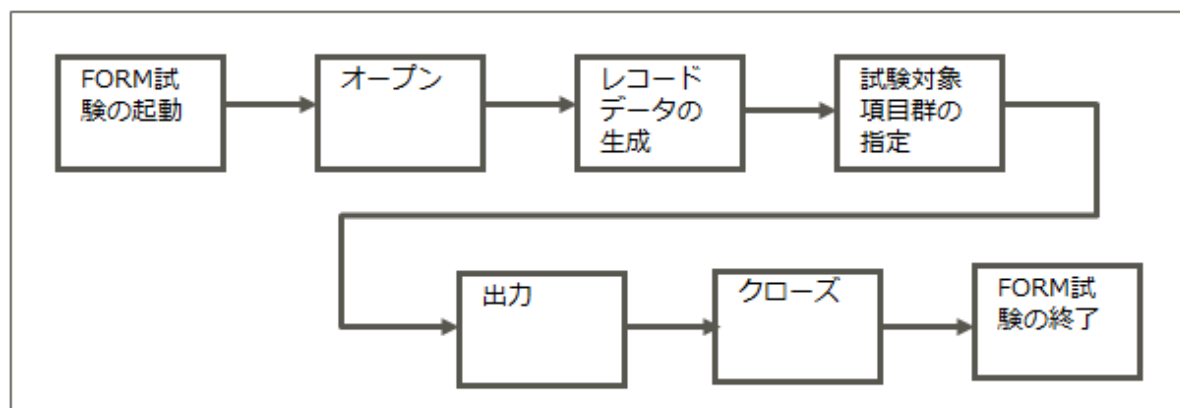 FORM試
験の起動
オープン
レコード
データの
生成
試験対象
項目群の
指定
出力
クローズ
FORM試
験の終了